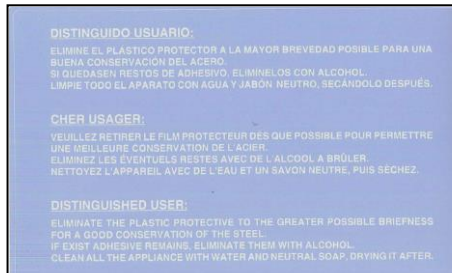 DISTINGUIDO USUARIO:
ELIMINE EL PLASTICO PROTECTOR A LA MAYOR BREVEDAD POSIBLE PARA UNA
BUENA CONSERVACIÓN DEL ACERO.
SI QUEDASEN RESTOS DE ADHESIVO, ELIMÍNELOS CON ALCOHOL.
LIMPIE TODO EL APARATO CON AGUA Y JABÓN NEUTRO, SECÁNDOLO DESPUÉS.
CHER USAGER:
VEUILLEZ RETIRER LE FILM PROTECTEUR DES QUE POSSIBLE POUR PERMETTRE
UNE MEILLEURE CONSERVATION DE L'ACIER.
ELIMINEZ LES ÉVENTUELS RESTES AVEC DE L'ALCOOL A BRÛLER.
NETTOYEZ L'APPAREIL AVEC DE L'EAU ET UN SAVON NEUTRE, PUIS SÉCHEZ.
DISTINGUISHED USER:
ELIMINATE THE PLASTIC PROTECTIVE TO THE GREATER POSSIBLE BRIEFNESS
FOR A GOOD CONSERVATION OF THE STEEL.
IF EXIST ADHESIVE REMAINS, ELIMINATE THEM WITH ALCOHOL.
CLEAN ALL THE APPLIANCE WITH WATER AND NEUTRAL SOAP, DRYING IT AFTER.